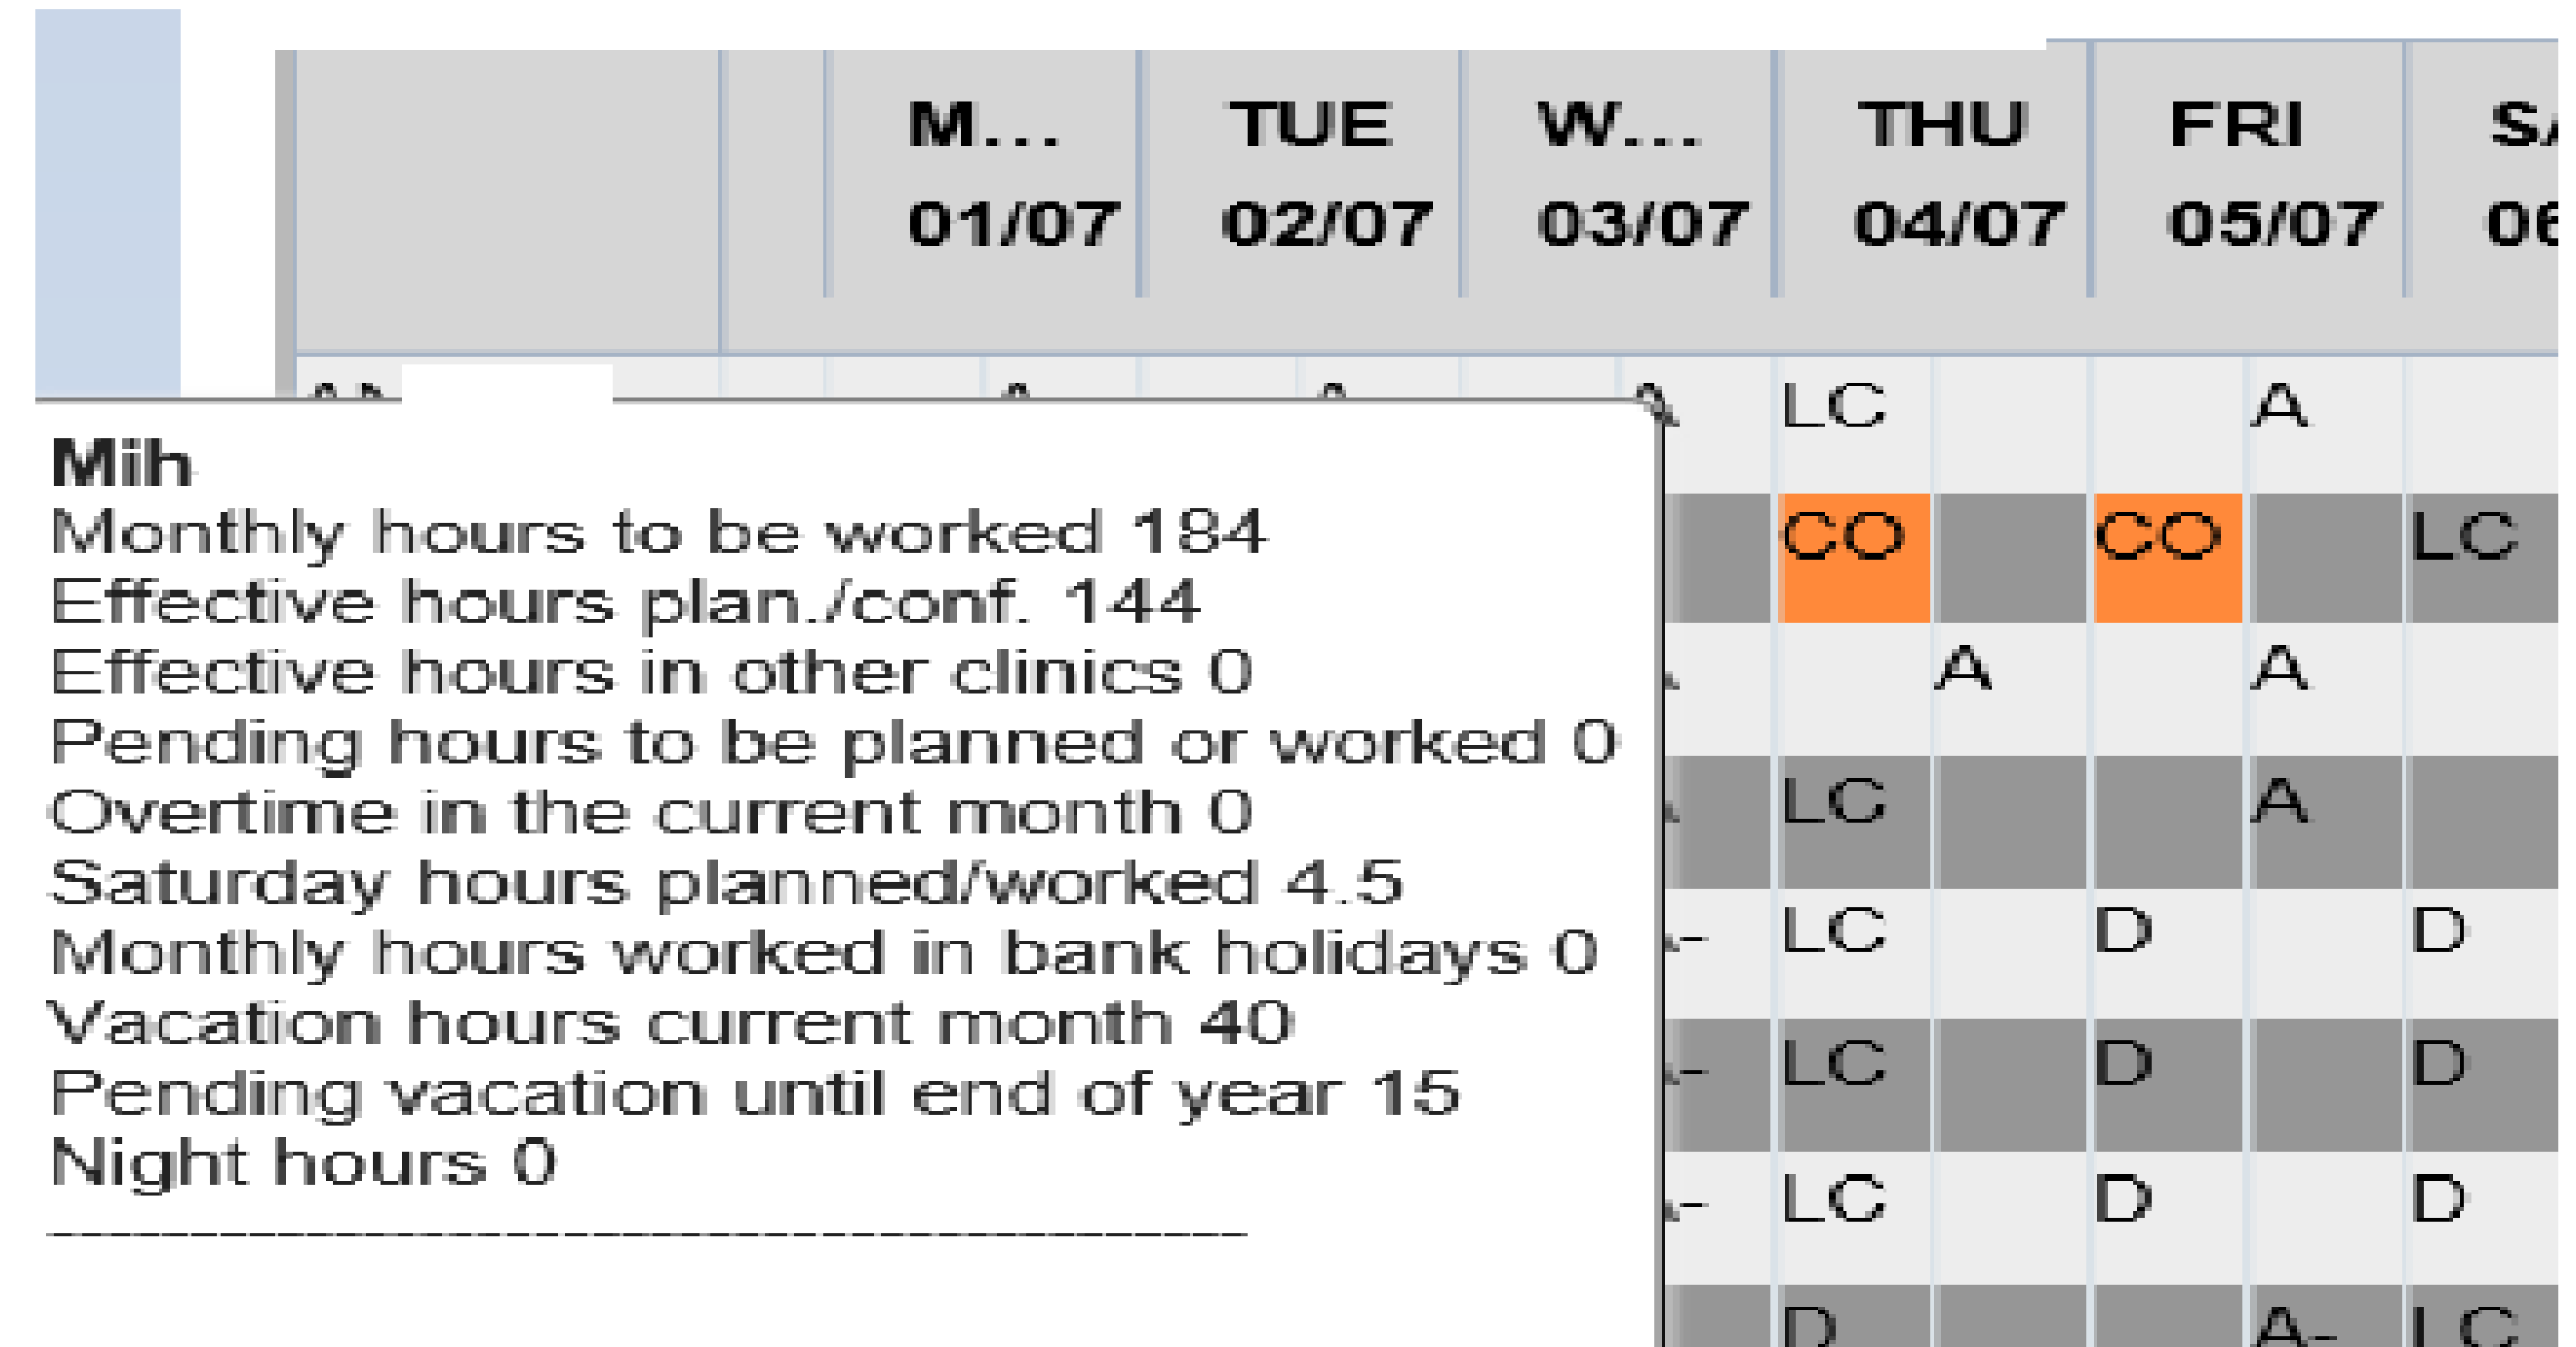 M... TUE W... THU FRI
01/07 02/07 03/07 04/07 05/07
LC A
Mih
Monthly hours to be worked 184
CO CO LC
Effective hours plan./conf. 144
Effective hours in other clinics 0
A A
Pending hours to be planned or worked 0
Overtime in the current month 0
LC A
Saturday hours planned/worked 4.5
Monthly hours worked in bank holidays 0
LC D D
Vacation hours current month 40
Pending vacation until end of year 15
LC D D
Night hours 0
LC D D
D A- LC